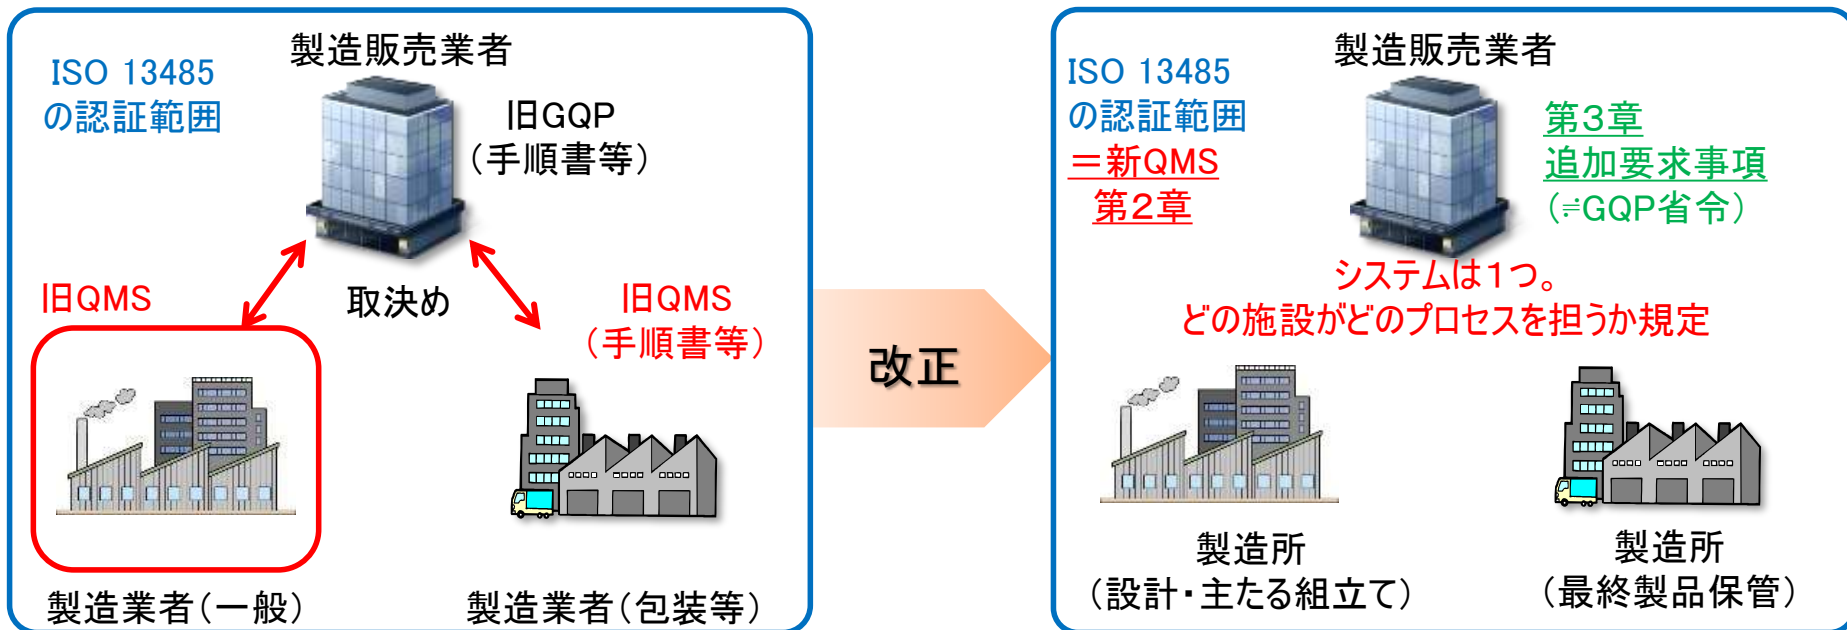 製造販売業者
ISO 13485
の認証範囲
旧GQP
（手順書等）
旧QMS
取決め
旧QMS
（手順書等）
製造業者（一般）
製造業者（包装等）
改正
製造販売業者
ISO 13485
の認証範囲
＝新QMS
第２章
第３章
追加要求事項
（≓GQP省令）
システムは１つ。
どの施設がどのプロセスを担うか規定
製造所
（設計・主たる組立て）
製造所
（最終製品保管）